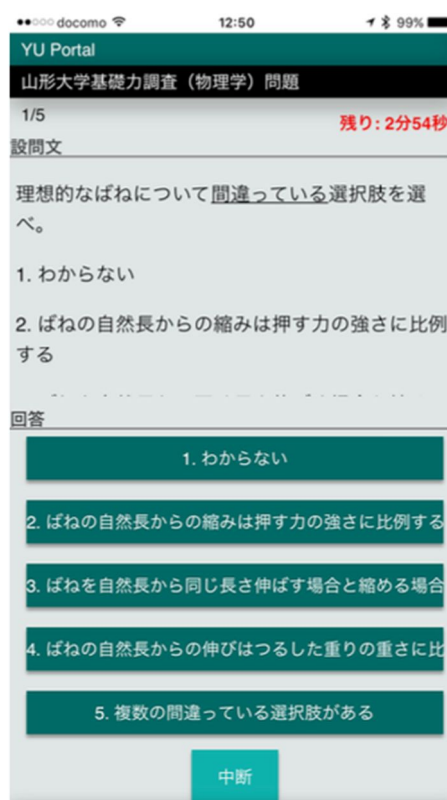 docomo 12:50 99%
YU Portal
山形大学基礎力調査（物理学）問題
1/5
残り: 2分54秒
設問文
理想的なばねについて間違っている選択肢を選
べ。
1. わからない
2. ばねの自然長からの縮みは押す力の強さに比例
する
回答
1. わからない
2. ばねの自然長からの縮みは押す力の強さに比例する
3. ばねを自然長から同じ長さ伸ばす場合と縮める場合
4. ばねの自然長からの伸びはつるした重りの重さに比
5. 複数の間違っている選択肢がある
中断